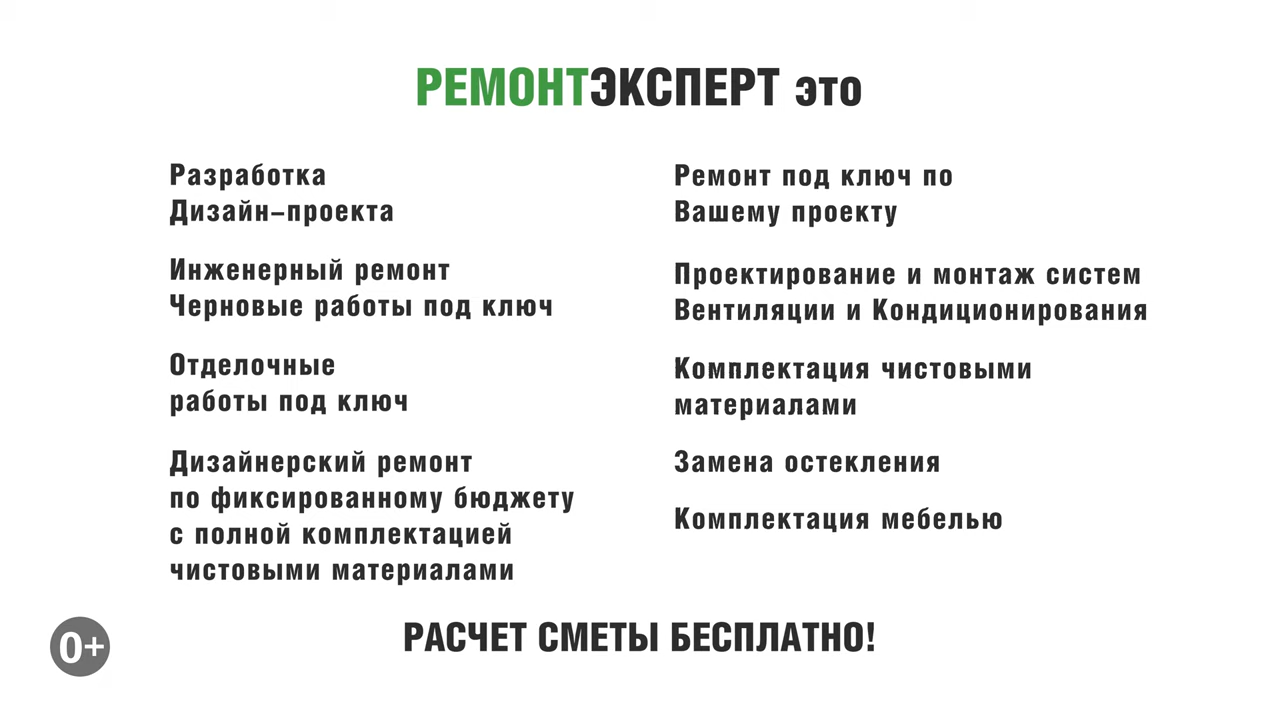 РЕМОНТЭКСПЕРТ это
Разработка
Дизайн-проекта
Инженерный ремонт
Черновые работы под ключ
Отделочные
работы под ключ
Дизайнерский ремонт
по фиксированному бюджету
с полной комплектацией
чистовыми материалами
Ремонт под ключ по
Вашему проекту
Проектирование и монтаж систем
Вентиляции и Кондиционирования
Комплектация чистовыми
материалами
Замена остекления
Комплектация мебелью
РАСЧЕТ СМЕТЫ БЕСПЛАТНО!
0+